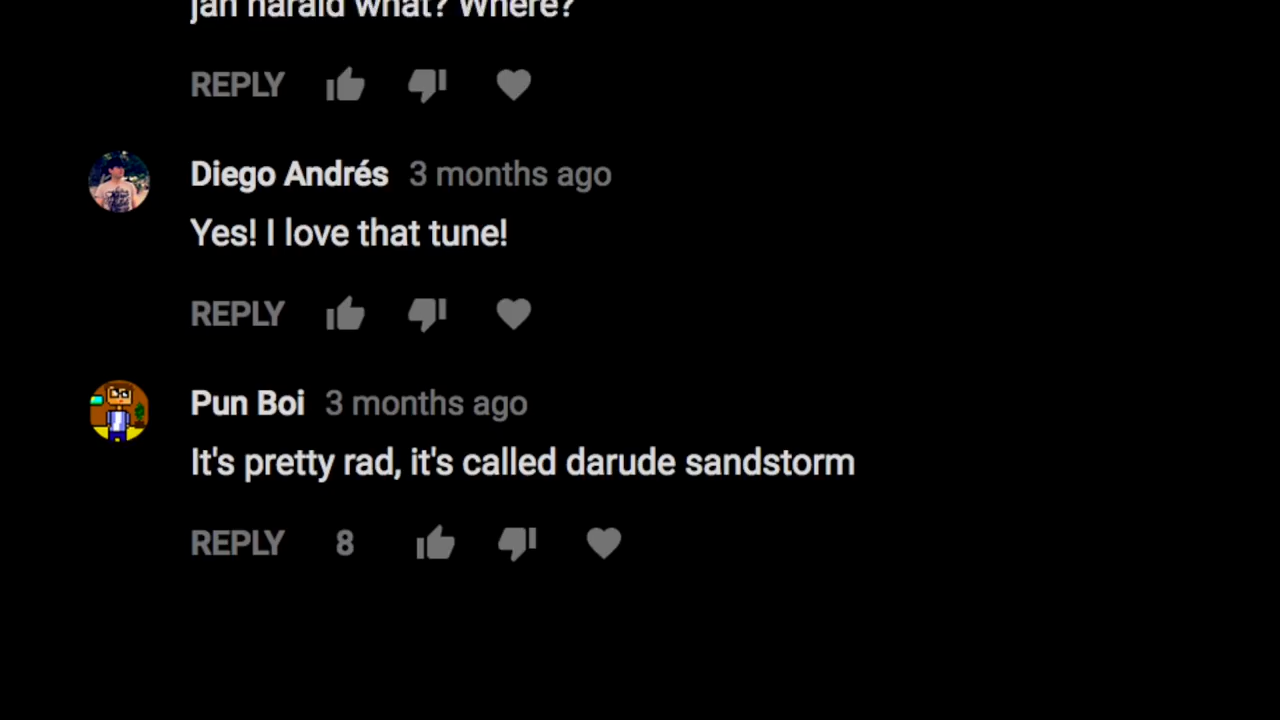 jan harald what? Where?
REPLY
Diego Andrés 3 months ago
Yes! I love that tune!
REPLY
Pun Boi 3 months ago
It's pretty rad, it's called darude sandstorm
REPLY 8